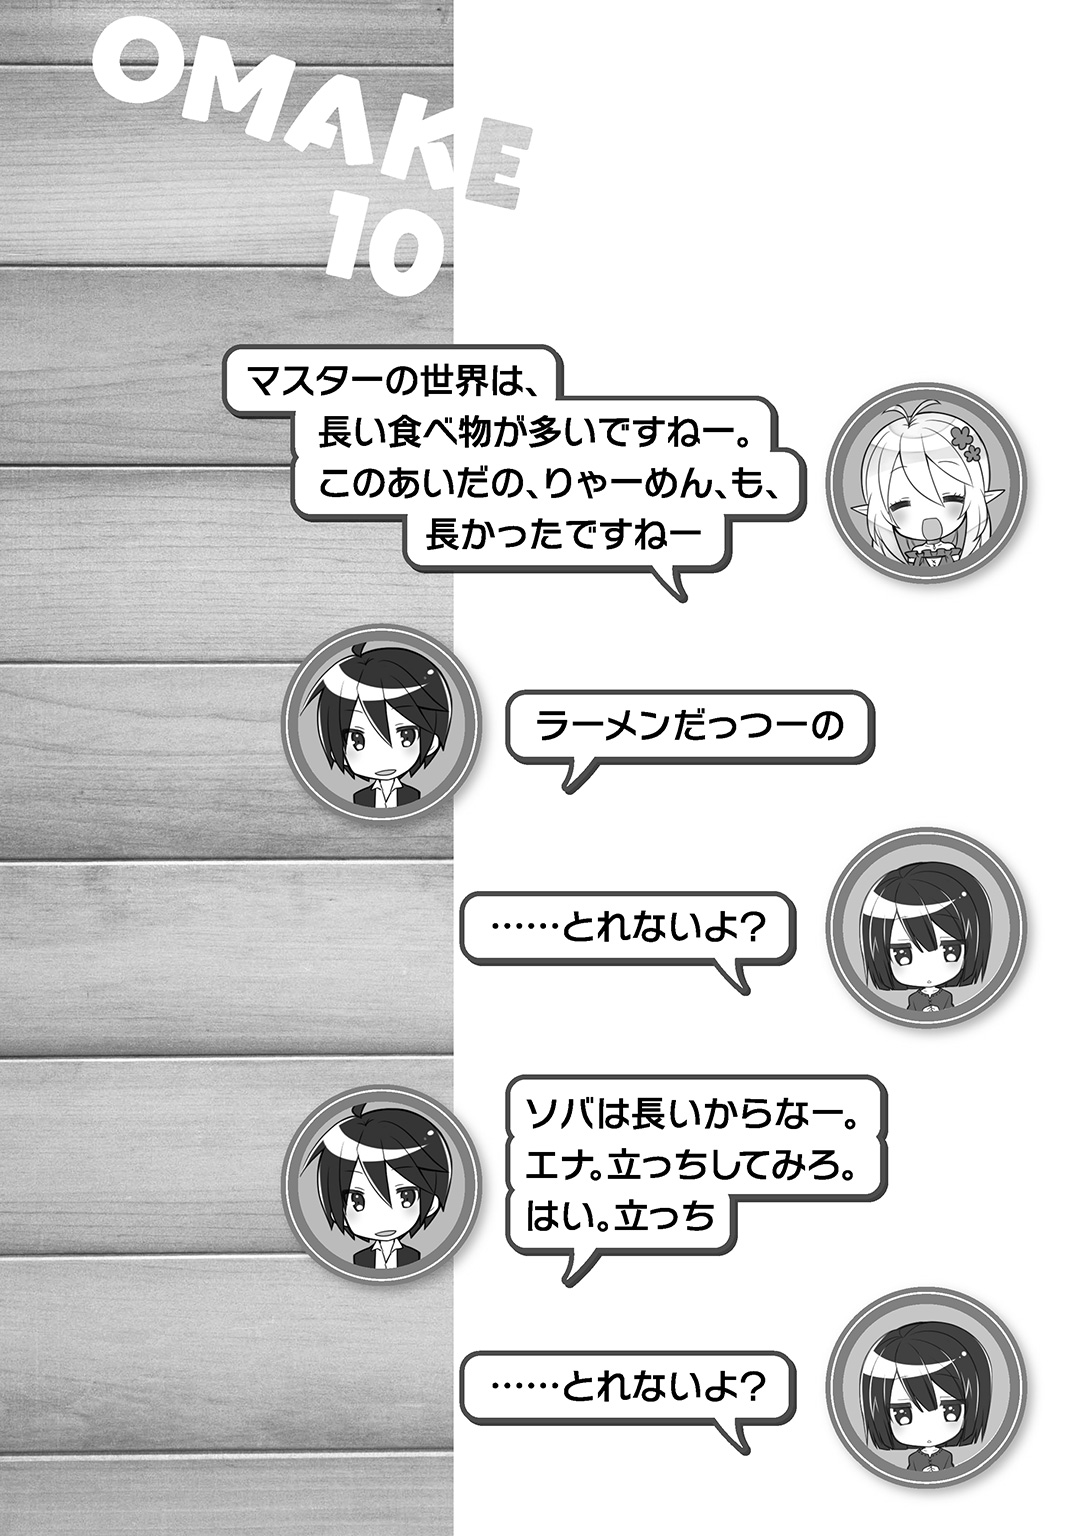 OMAKE
10
マスターの世界は、
長い食べ物が多いですねー。
このあいだの、りゃーめん、も、
長かったですねー
ラーメンだっつーの
……とれないよ?
ソバは長いからなー。
エナ。立っちしてみろ。
はい。立っち
……とれないよ?